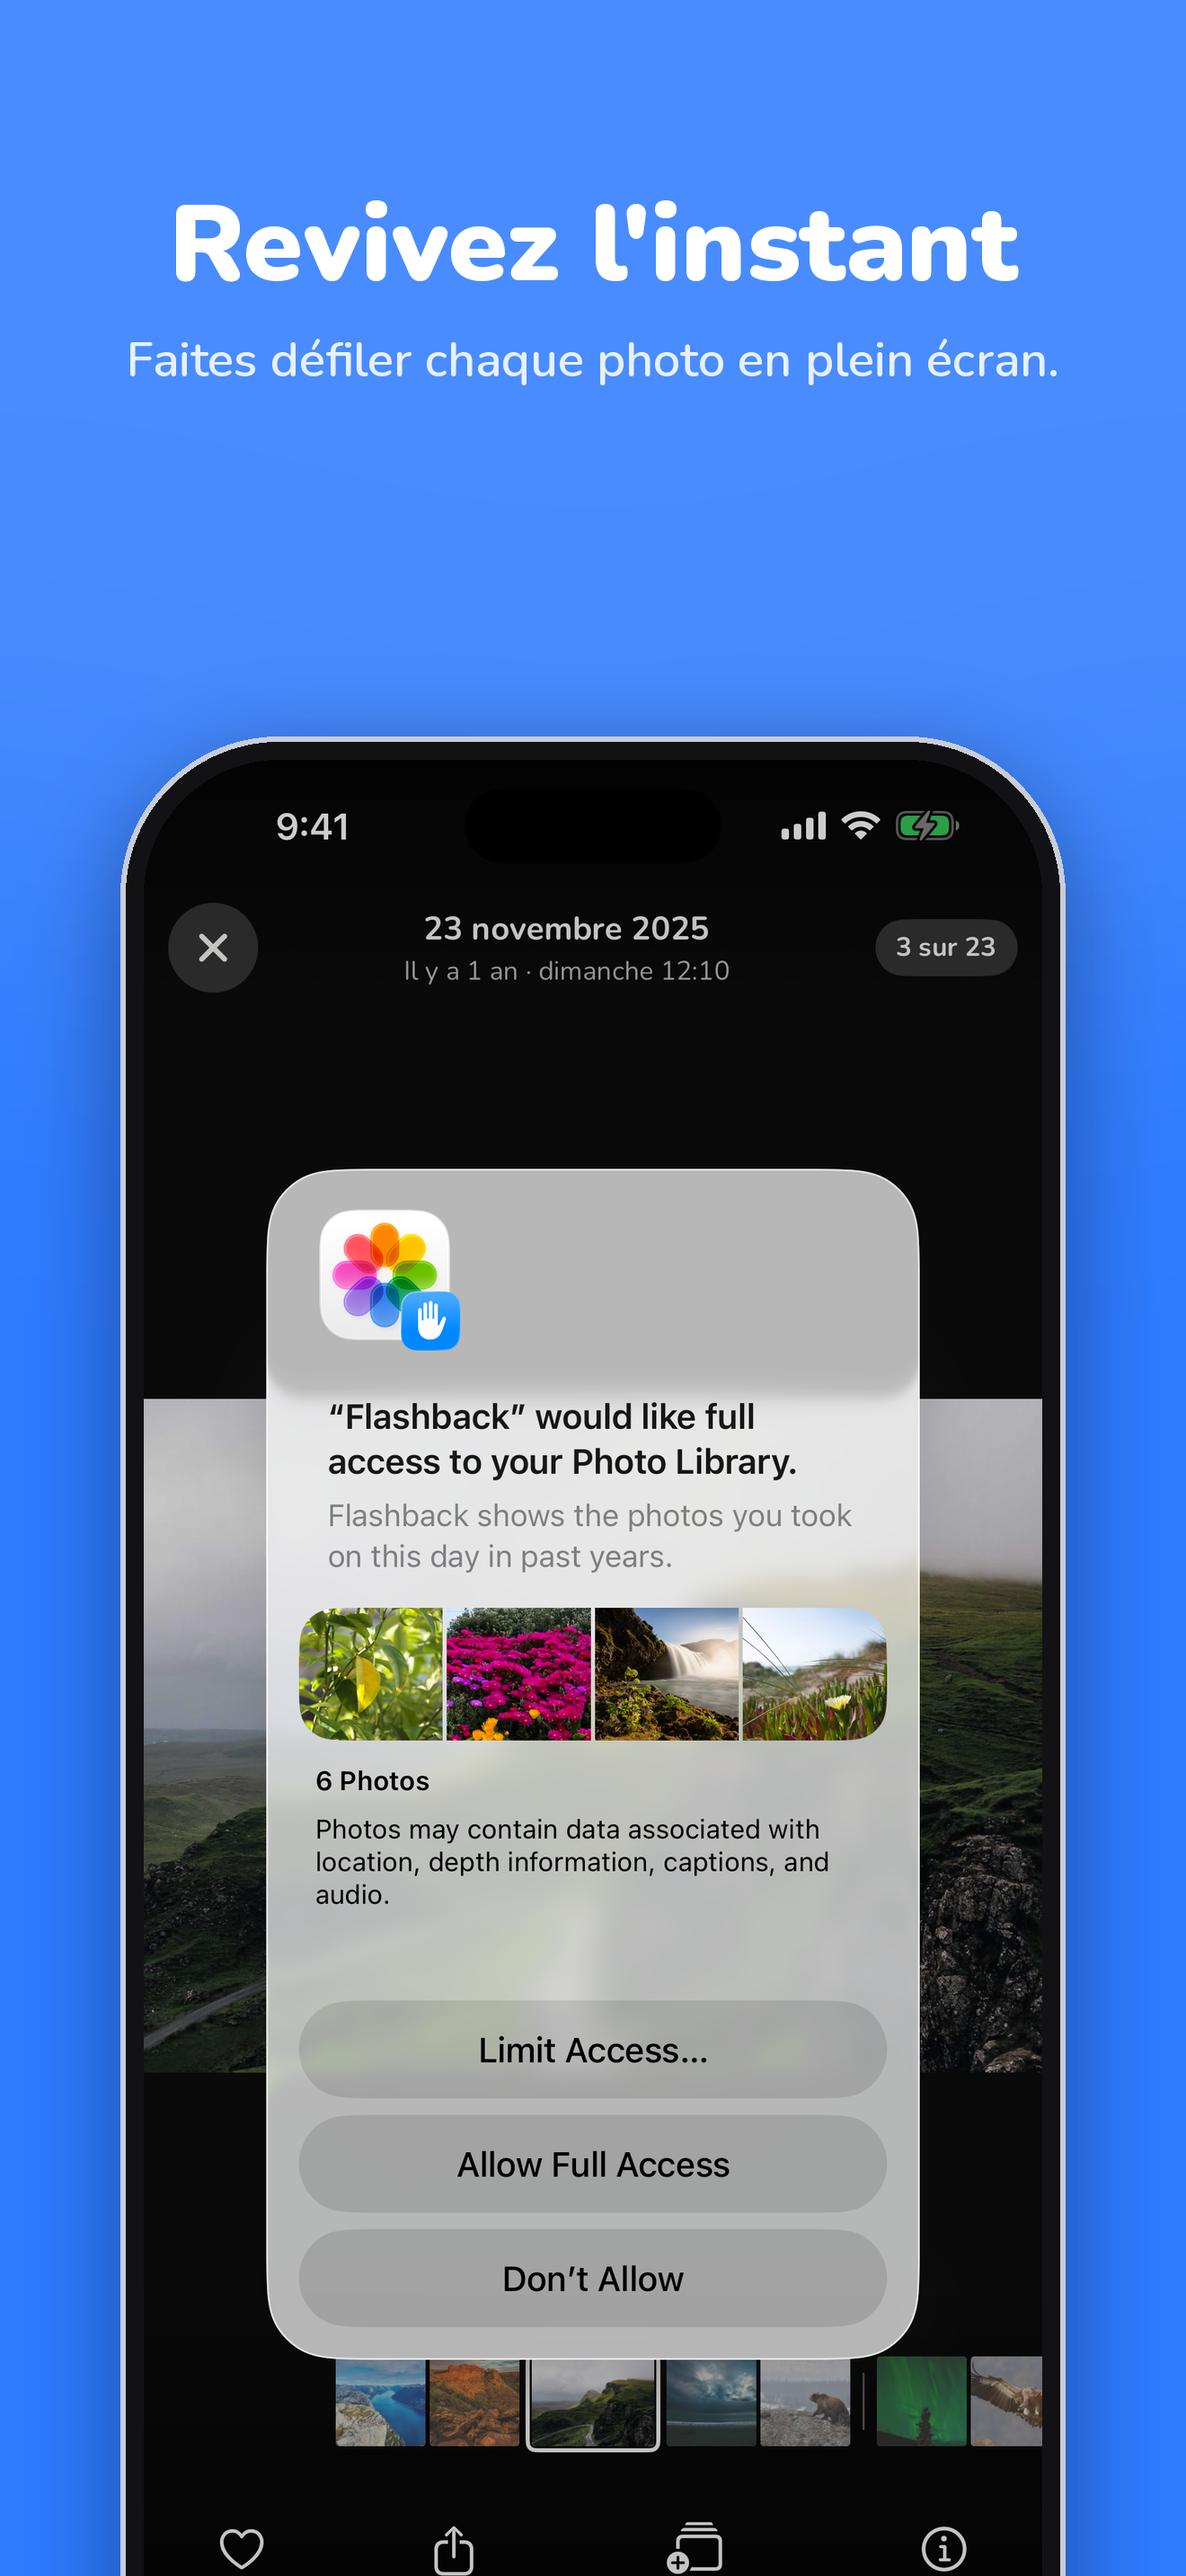 Revivez l'instant
Faites défiler chaque photo en plein écran.
9:41
23 novembre 2025
Il y a 1 an · dimanche 12:10
3 sur 23
“Flashback” would like full
access to your Photo Library.
Flashback shows the photos you took
on this day in past years.
6 Photos
Photos may contain data associated with
location, depth information, captions, and
audio.
Limit Access...
Allow Full Access
Don’t Allow